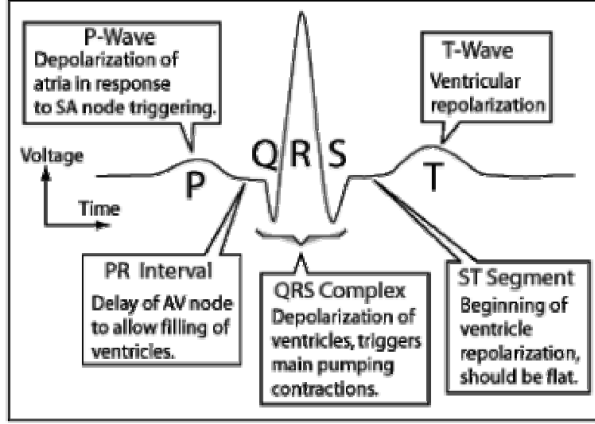 P-Wave
Depolarization of
atria in response
to SA node triggering.
T-Wave
Ventricular
repolarization
Voltage
Time
P
Q R S
T
PR Interval
Delay of AV node
to allow filling of
ventricles.
QRS Complex
Depolarization of
ventricles, triggers
main pumping
contractions.
ST Segment
Beginning of
ventricle
repolarization,
should be flat.